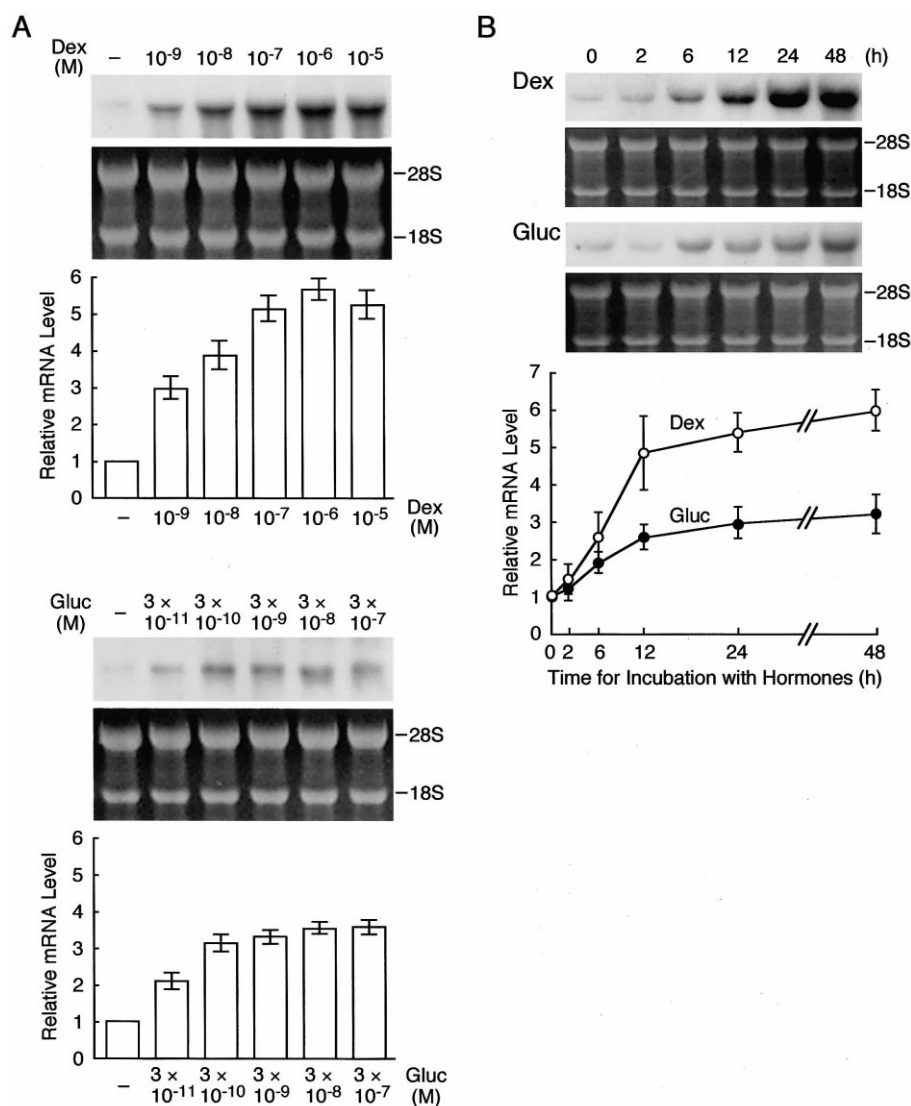 A
Dex (M) – 10-9 10-8 10-7 10-6 10-5
–28S
–18S
Relative mRNA Level
6
5
4
3
2
1
0
– 10-9 10-8 10-7 10-6 10-5 Dex (M)
Gluc (M) – 3 × 10-11 3 × 10-10 3 × 10-9 3 × 10-8 3 × 10-7
–28S
–18S
Relative mRNA Level
6
5
4
3
2
1
0
– 3 × 10-11 3 × 10-10 3 × 10-9 3 × 10-8 3 × 10-7 Gluc (M)
B
0 2 6 12 24 48 (h)
Dex
–28S
–18S
Gluc
–28S
–18S
Relative mRNA Level
7
6
5
4
3
2
1
0
Dex
Gluc
0 2 6 12 24 48
Time for Incubation with Hormones (h)